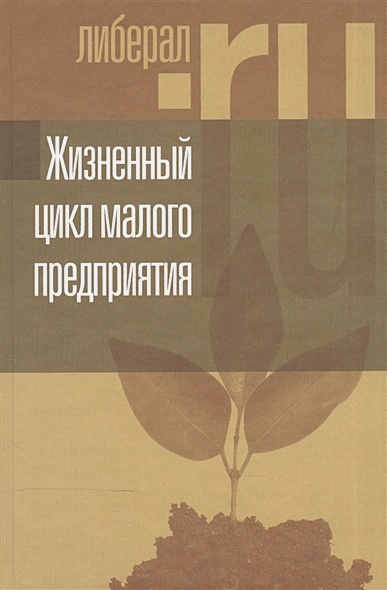 либерал
.ru
Жизненный
цикл малого
предприятия